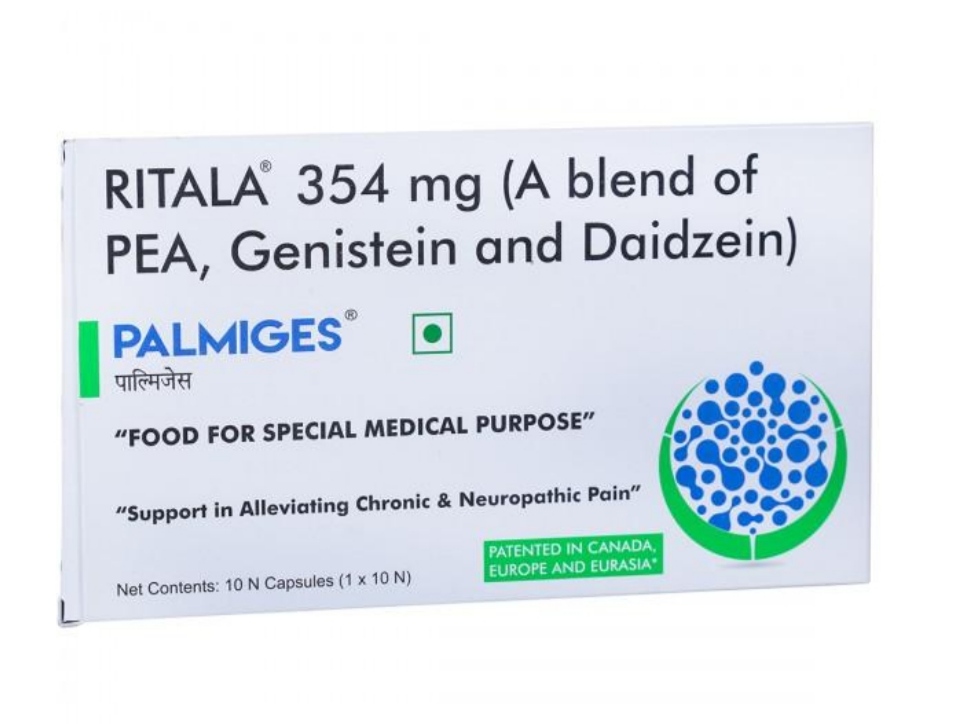 RITALA® 354 mg (A blend of
PEA, Genistein and Daidzein)
PALMIGES®
पाल्मिजेस
“FOOD FOR SPECIAL MEDICAL PURPOSE”
“Support in Alleviating Chronic & Neuropathic Pain”
PATENTED IN CANADA,
EUROPE AND EURASIA*
Net Contents: 10 N Capsules (1 x 10 N)